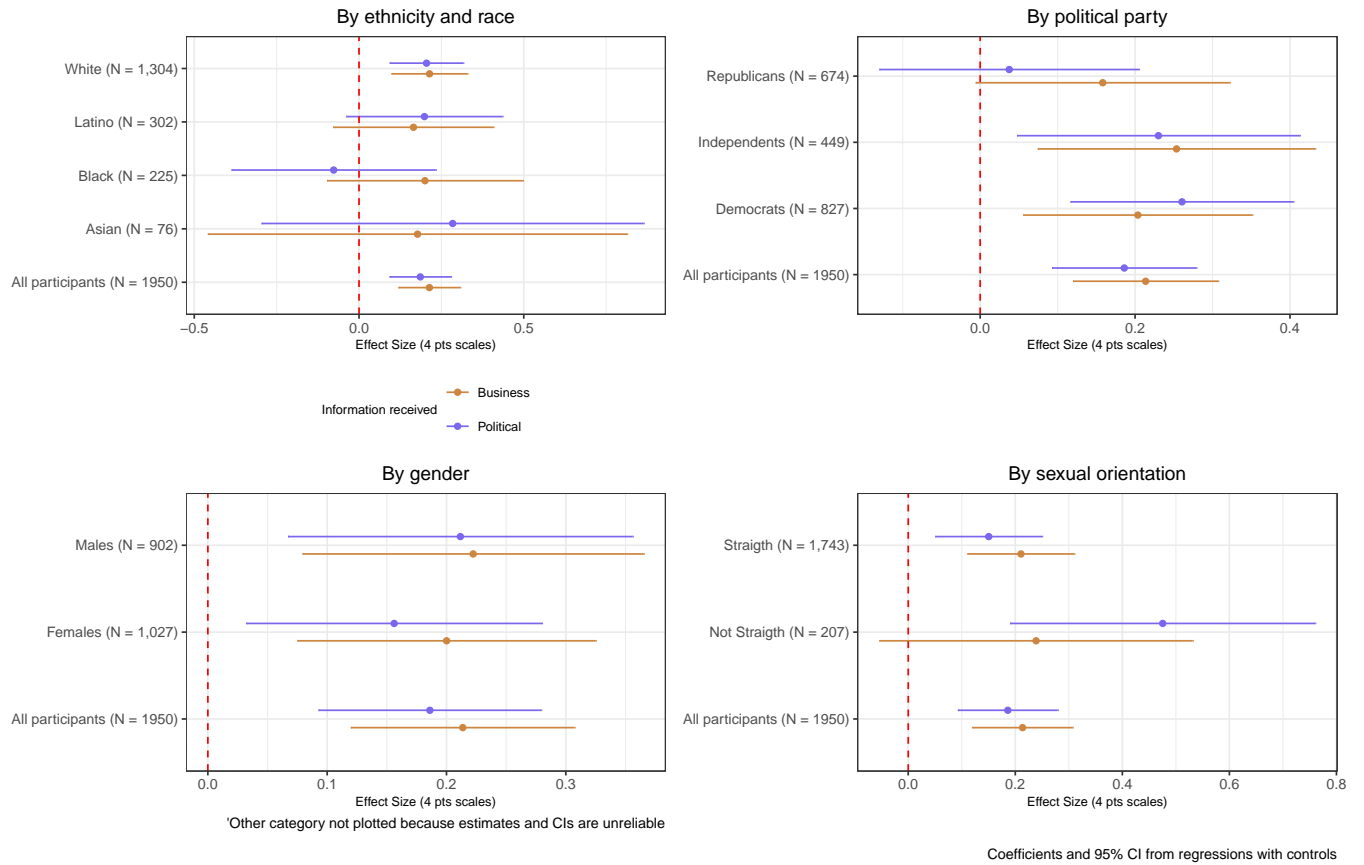 By ethnicity and race
White (N = 1,304)
Latino (N = 302)
Black (N = 225)
Asian (N = 76)
All participants (N = 1950)
−0.5 0.0 0.5
Effect Size (4 pts scales)
By political party
Republicans (N = 674)
Independents (N = 449)
Democrats (N = 827)
All participants (N = 1950)
0.0 0.2 0.4
Effect Size (4 pts scales)
Information received
Business
Political
By gender
Males (N = 902)
Females (N = 1,027)
All participants (N = 1950)
0.0 0.1 0.2 0.3
Effect Size (4 pts scales)
'Other category not plotted because estimates and CIs are unreliable
By sexual orientation
Straigth (N = 1,743)
Not Straigth (N = 207)
All participants (N = 1950)
0.0 0.2 0.4 0.6 0.8
Effect Size (4 pts scales)
Coefficients and 95% CI from regressions with controls